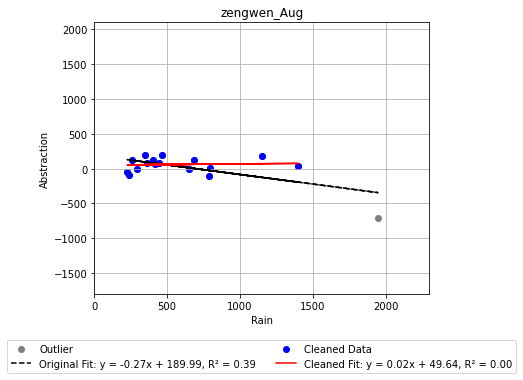 zengwen_Aug
2000
1500
1000
500
0
−500
−1000
−1500
Abstraction
0 500 1000 1500 2000
Rain
Outlier Cleaned Data
Original Fit: y = -0.27x + 189.99, R² = 0.39 Cleaned Fit: y = 0.02x + 49.64, R² = 0.00